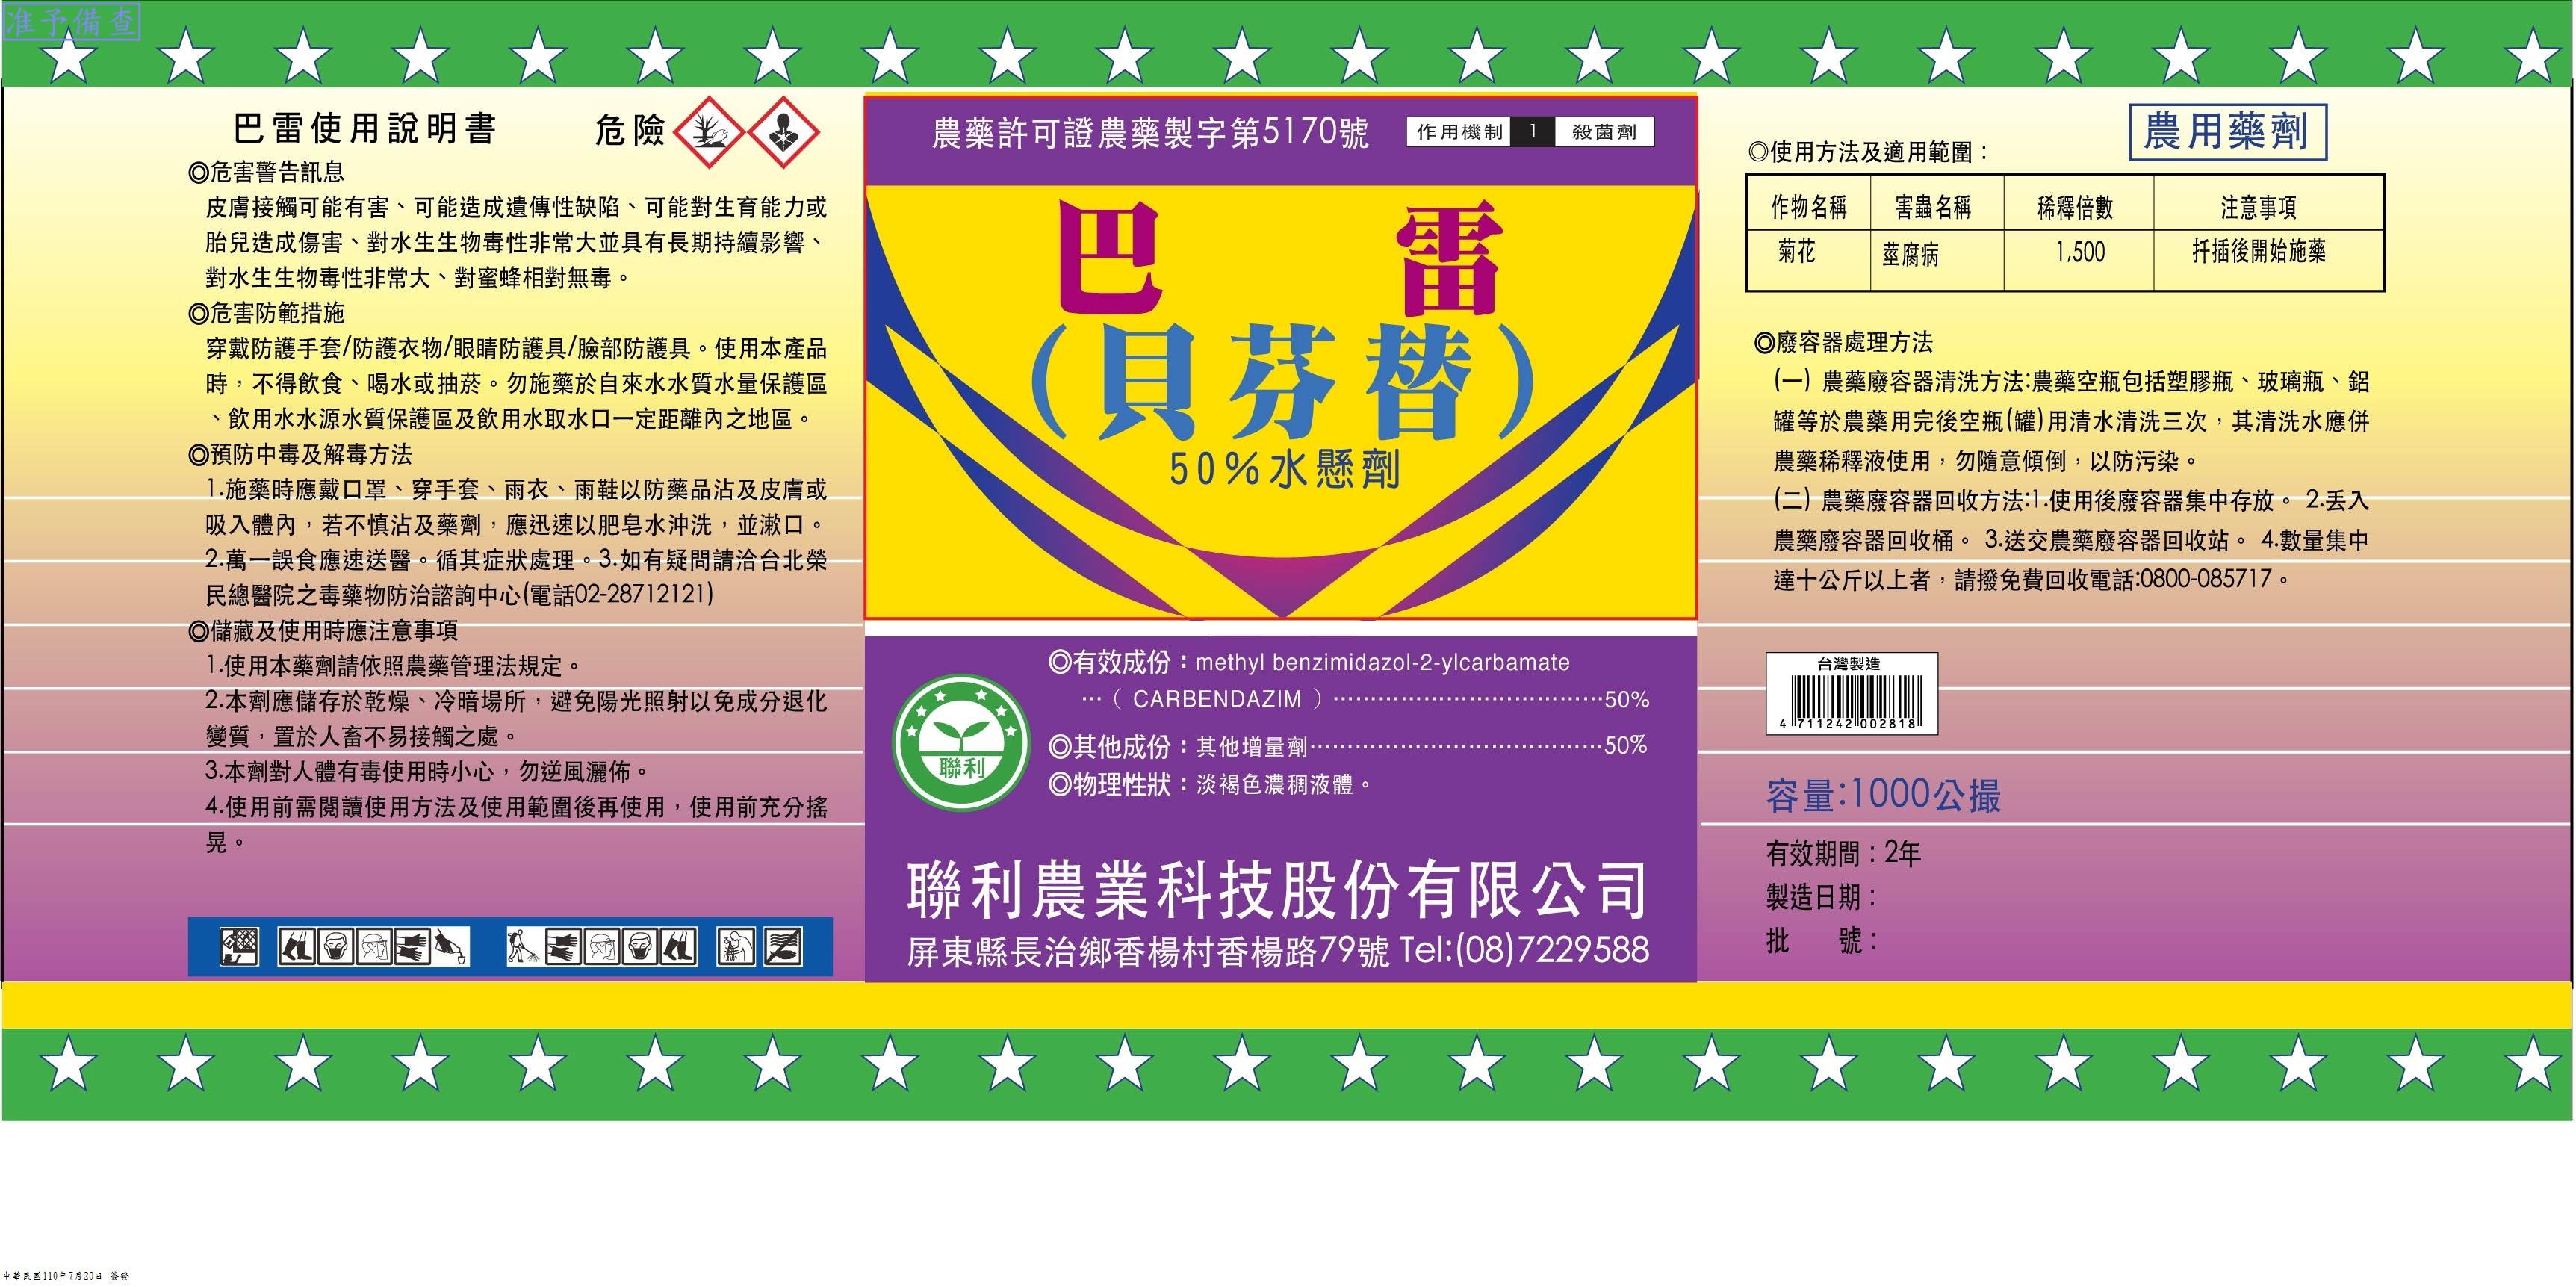 准予備查
巴雷使用說明書 危險
◎危害警告訊息
皮膚接觸可能有害、可能造成遺傳性缺陷、可能對生育能力或
胎兒造成傷害、對水生生物毒性非常大並具有長期持續影響、
對水生生物毒性非常大、對蜜蜂相對無毒。
◎危害防範措施
穿戴防護手套/防護衣物/眼睛防護具/臉部防護具。使用本產品
時，不得飲食、喝水或抽菸。勿施藥於自來水水質水量保護區
、飲用水水源水質保護區及飲用水取水口一定距離內之地區。
◎預防中毒及解毒方法
1.施藥時應戴口罩、穿手套、雨衣、雨鞋以防藥品沾及皮膚或
吸入體內，若不慎沾及藥劑，應迅速以肥皂水沖洗，並漱口。
2.萬一誤食應速送醫。循其症狀處理。3.如有疑問請洽台北榮
民總醫院之毒藥物防治諮詢中心(電話02-28712121)
◎儲藏及使用時應注意事項
1.使用本藥劑請依照農藥管理法規定。
2.本劑應儲存於乾燥、冷暗場所，避免陽光照射以免成分退化
變質，置於人畜不易接觸之處。
3.本劑對人體有毒使用時小心，勿逆風灑佈。
4.使用前需閱讀使用方法及使用範圍後再使用，使用前充分搖
晃。
農藥許可證農藥製字第5170號 作用機制 1 殺菌劑
巴 雷
(貝芬替)
50%水懸劑
◎有效成份：methyl benzimidazol-2-ylcarbamate
…（ CARBENDAZIM ）……………………………50%
◎其他成份：其他增量劑………………………………50%
◎物理性狀：淡褐色濃稠液體。
聯利
聯利農業科技股份有限公司
屏東縣長治鄉香楊村香楊路79號 Tel:(08)7229588
農用藥劑
◎使用方法及適用範圍：
作物名稱 害蟲名稱 稀釋倍數 注意事項
菊花 莖腐病 1,500 扦插後開始施藥
◎廢容器處理方法
(一) 農藥廢容器清洗方法:農藥空瓶包括塑膠瓶、玻璃瓶、鋁
罐等於農藥用完後空瓶(罐)用清水清洗三次，其清洗水應併
農藥稀釋液使用，勿隨意傾倒，以防污染。
(二) 農藥廢容器回收方法:1.使用後廢容器集中存放。 2.丟入
農藥廢容器回收桶。 3.送交農藥廢容器回收站。 4.數量集中
達十公斤以上者，請撥免費回收電話:0800-085717。
台灣製造
4 711242 002818
容量:1000公撮
有效期間：2年
製造日期：
批 號：
中華民國110年7月20日 簽發